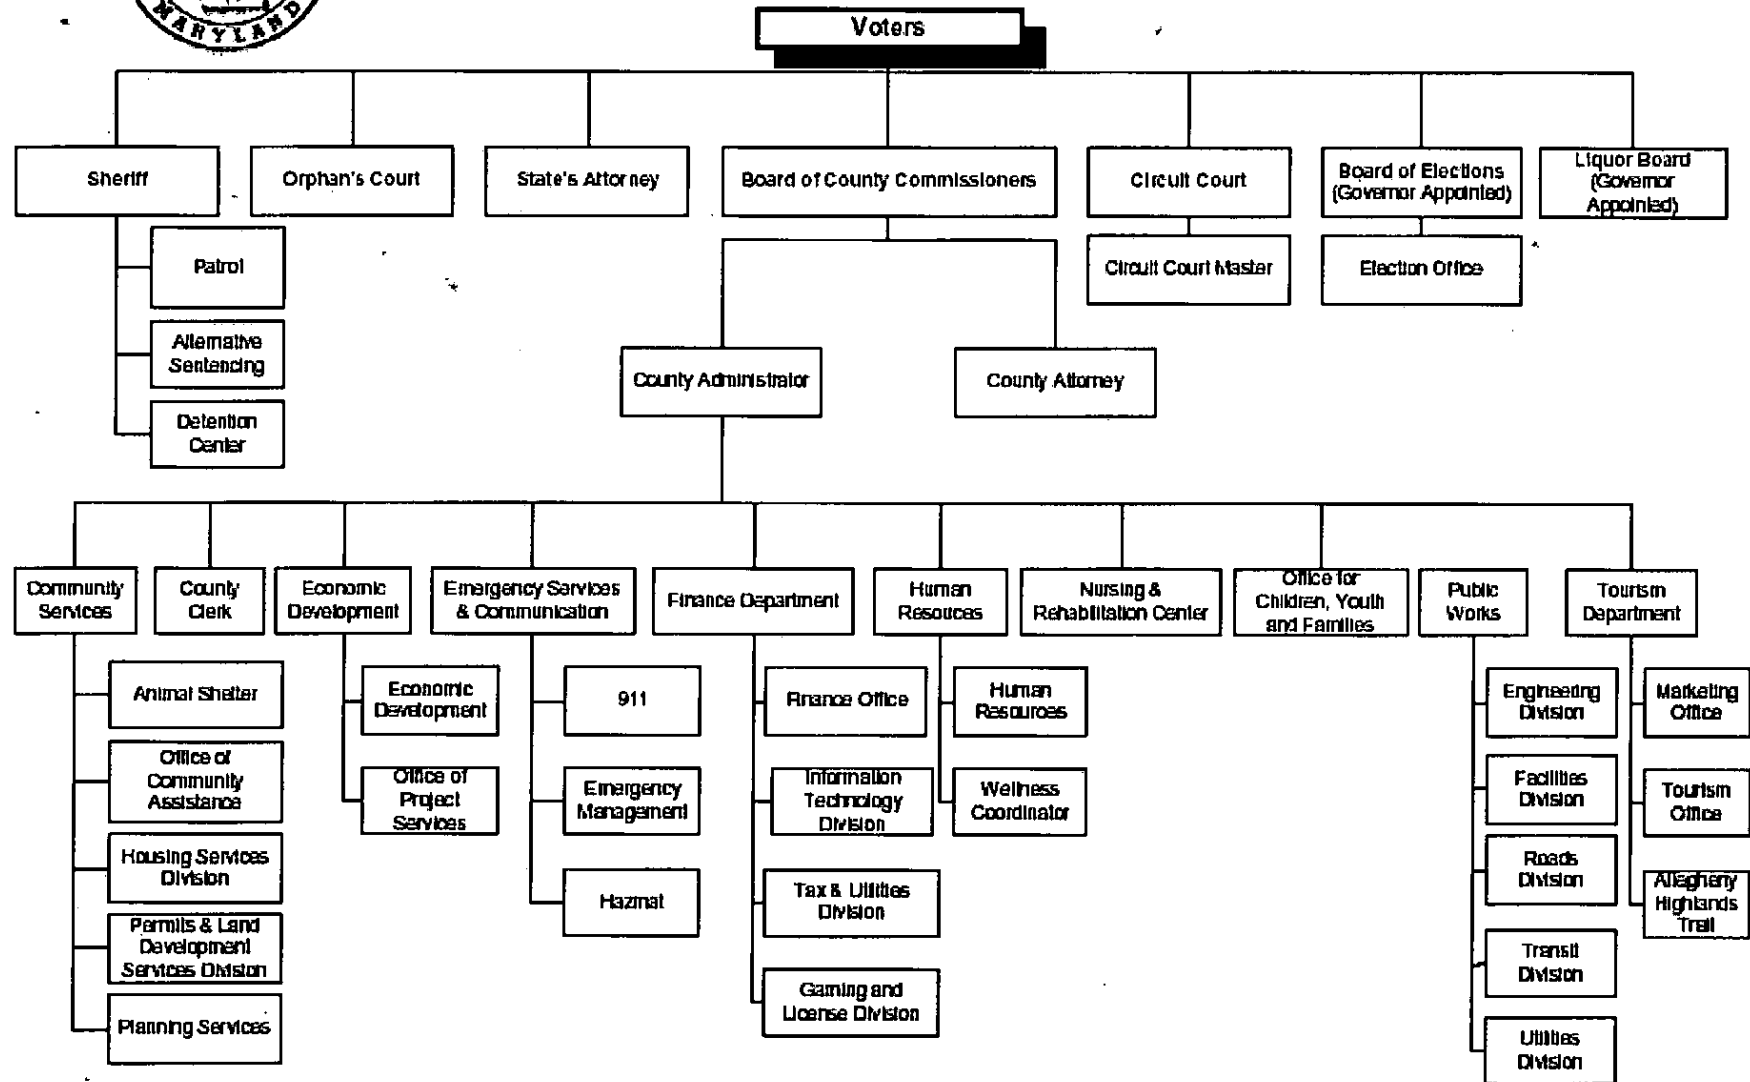 MARYLAND
Voters
Sheriff
Orphan's Court
State's Attorney
Board of County Commissioners
Circuit Court
Board of Elections
(Governor Appointed)
Liquor Board
(Governor
Appointed)
Patrol
Alternative
Sentencing
Detention
Center
Circuit Court Master
Election Office
County Administrator
County Attorney
Community
Services
County
Clerk
Economic
Development
Emergency Services
& Communication
Finance Department
Human
Resouces
Nursing &
Rehabilitation Center
Office for
Children, Youth
and Families
Public
Works
Tourism
Department
Animal Shelter
Office of
Community
Assistance
Housing Services
Division
Permits & Land
Development
Services Division
Planning Services
Economic
Development
Office of
Project
Services
911
Emergency
Management
Hazmat
Finance Office
Information
Technology
Division
Tax & Utilities
Division
Gaming and
License Division
Human
Resources
Wellness
Coordinator
Engineering
Division
Facilities
Division
Roads
Division
Transit
Division
Utilities
Division
Marketing
Office
Tourism
Office
Allegheny
Highlands
Trail